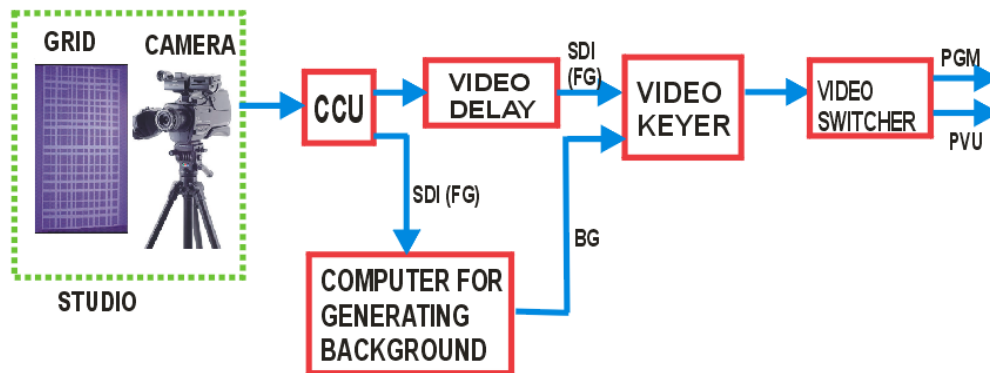 GRID
CAMERA
STUDIO
CCU
VIDEO
DELAY
SDI
(FG)
SDI (FG)
COMPUTER FOR
GENERATING
BACKGROUND
BG
VIDEO
KEYER
VIDEO
SWITCHER
PGM
PVU